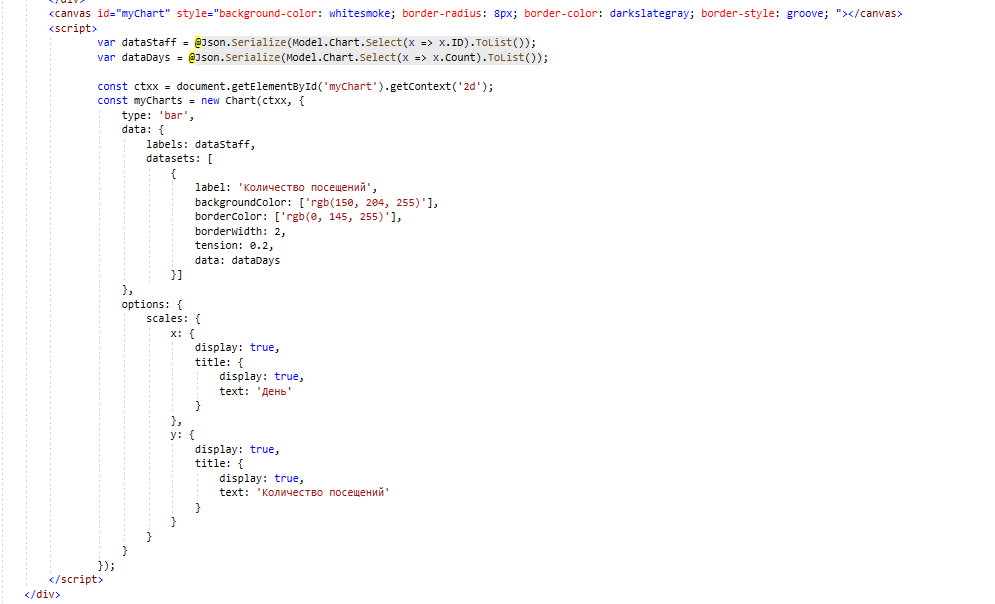 </div>
<canvas id="myChart" style="background-color: whitesmoke; border-radius: 8px; border-color: darkslategray; border-style: groove; "></canvas>
<script>
var dataStaff = @Json.Serialize(Model.Chart.Select(x => x.ID).ToList());
var dataDays = @Json.Serialize(Model.Chart.Select(x => x.Count).ToList());
const ctxx = document.getElementById('myChart').getContext('2d');
const myCharts = new Chart(ctxx, {
type: 'bar',
data: {
labels: dataStaff,
datasets: [
{
label: 'Количество посещений',
backgroundColor: ['rgb(150, 204, 255)'],
borderColor: ['rgb(0, 145, 255)'],
borderWidth: 2,
tension: 0.2,
data: dataDays
}]
},
options: {
scales: {
x: {
display: true,
title: {
display: true,
text: 'День'
}
},
y: {
display: true,
title: {
display: true,
text: 'Количество посещений'
}
}
}
}
});
</script>
</div>